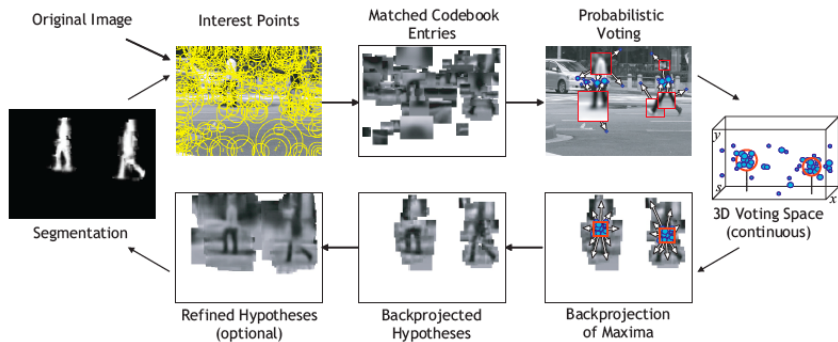 Original Image
Interest Points
Matched Codebook
Entries
Probabilistic
Voting
y
s
x
3D Voting Space
(continuous)
Segmentation
Refined Hypotheses
(optional)
Backprojected
Hypotheses
Backprojection
of Maxima